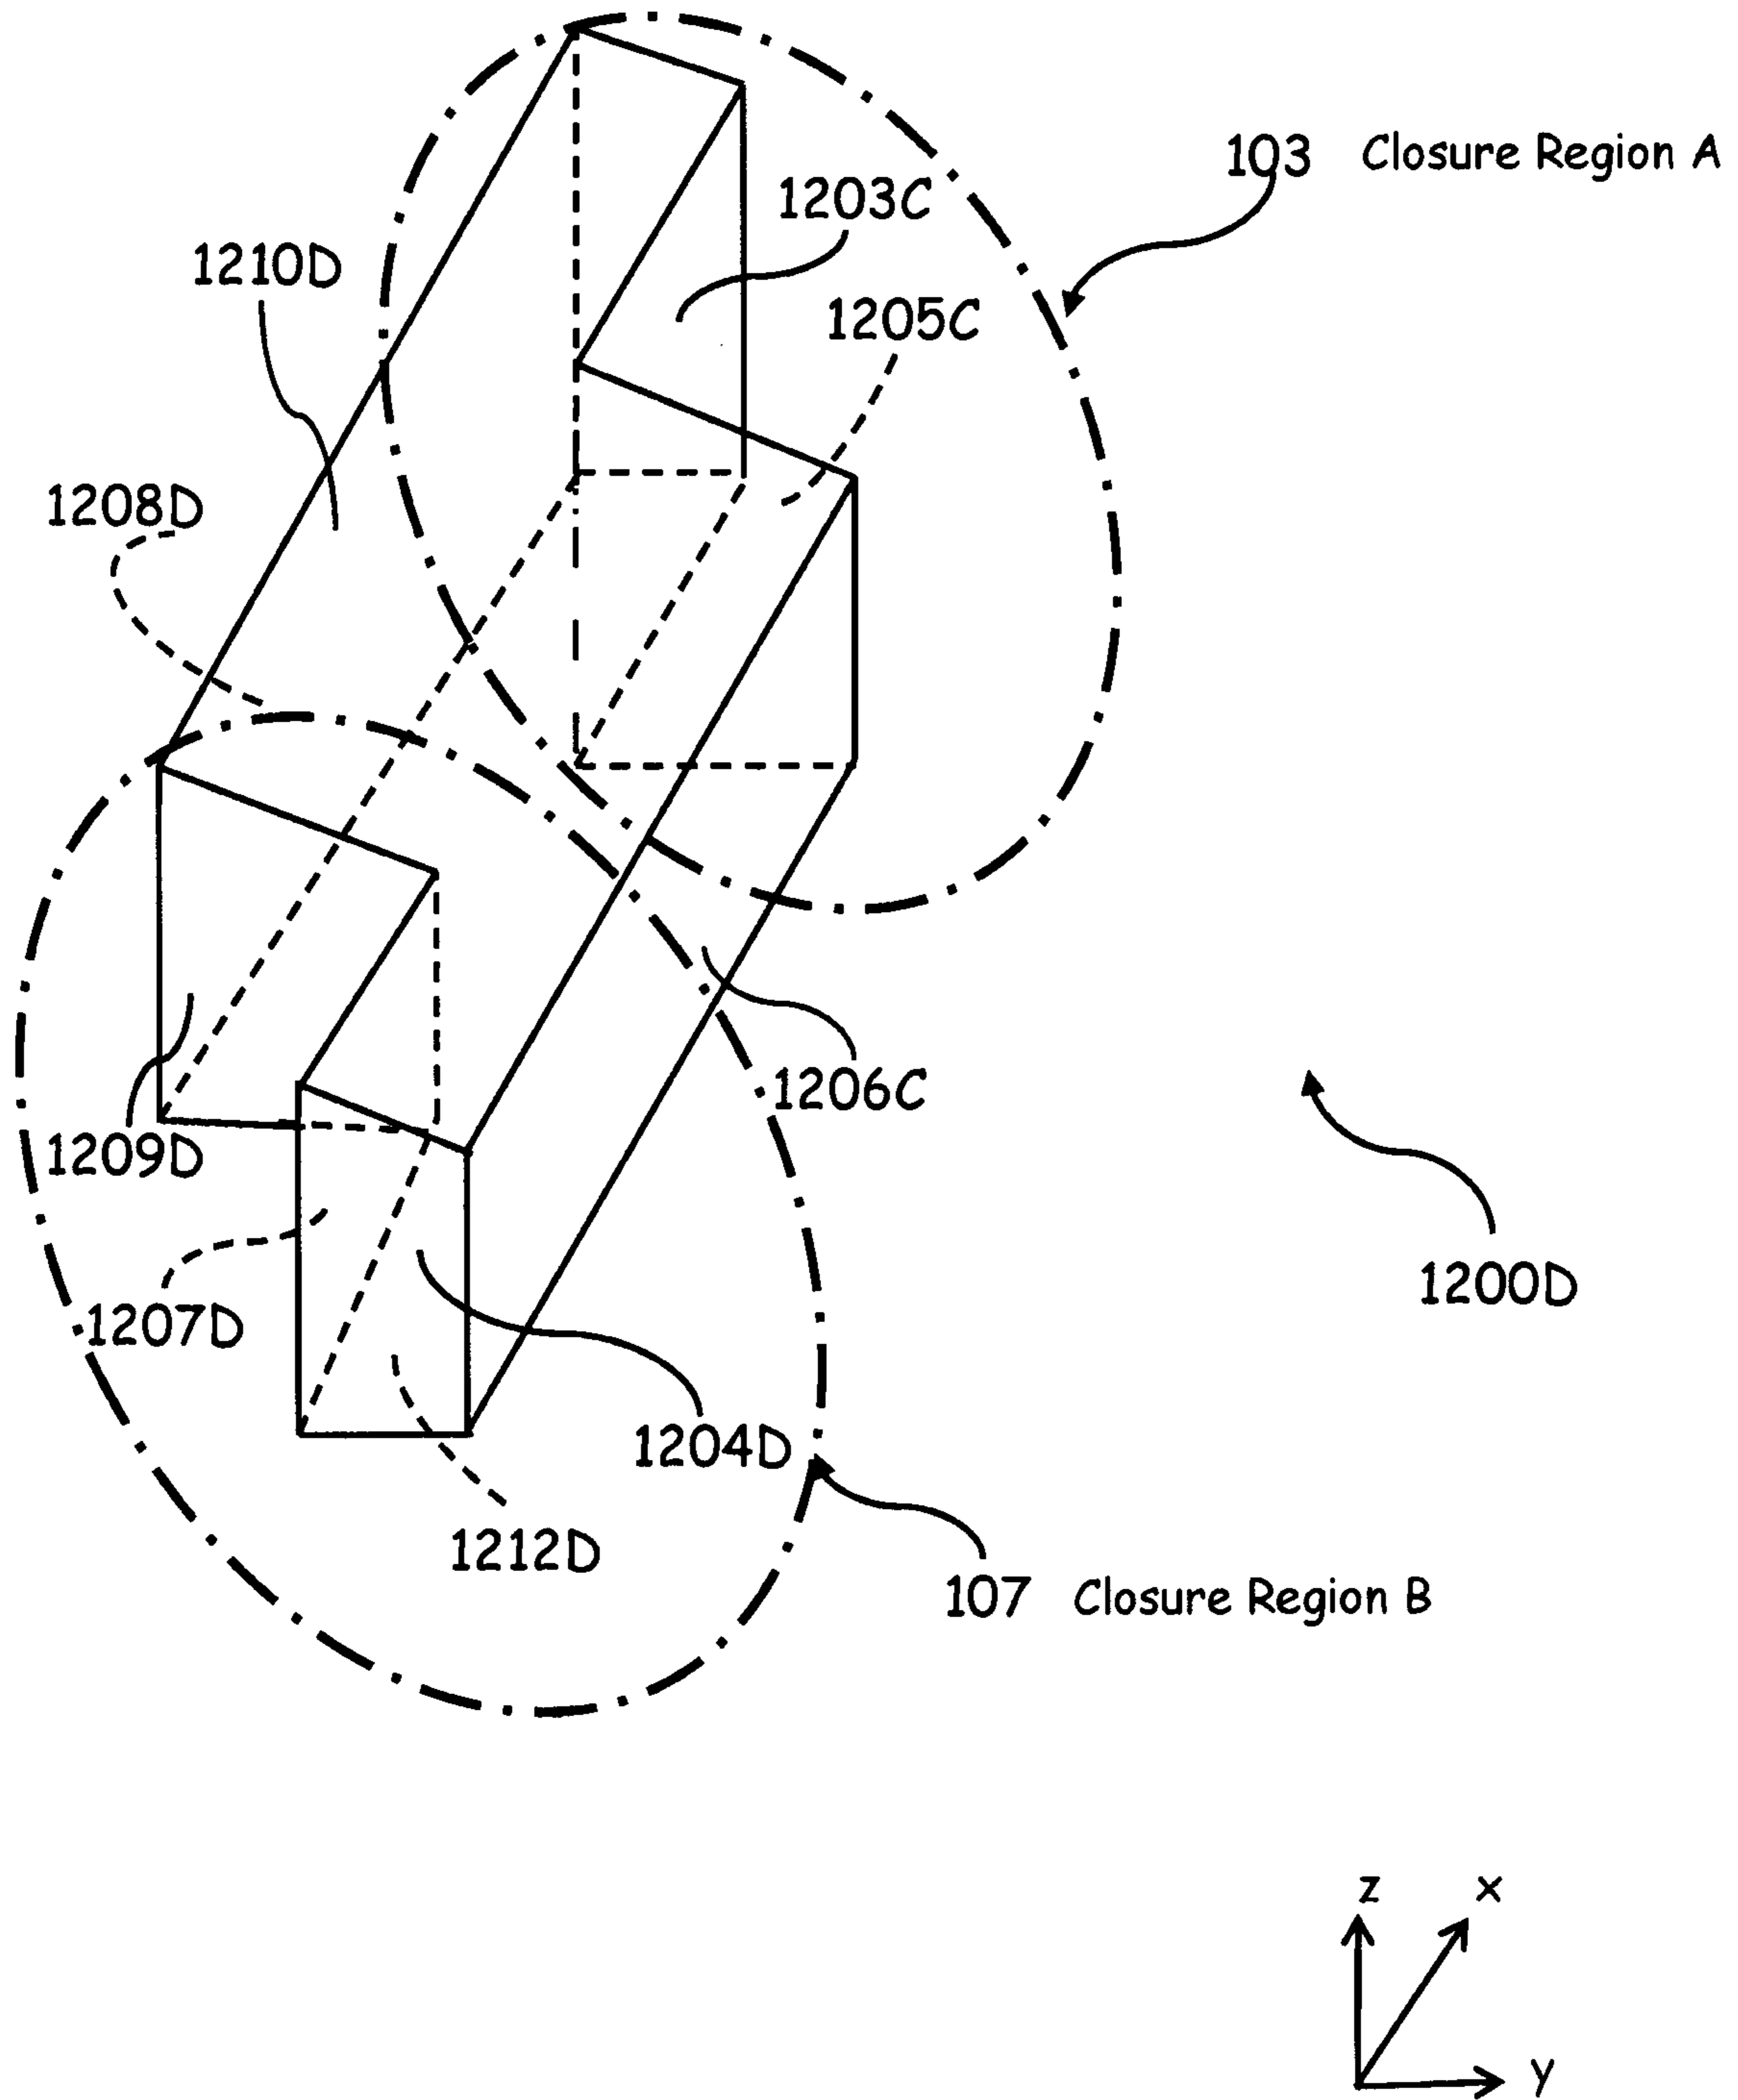 103 Closure Region A
1203C
1210D
1205C
1208D
1206C
1209D
1200D
1207D
1204D
1212D
107 Closure Region B
z
x
y